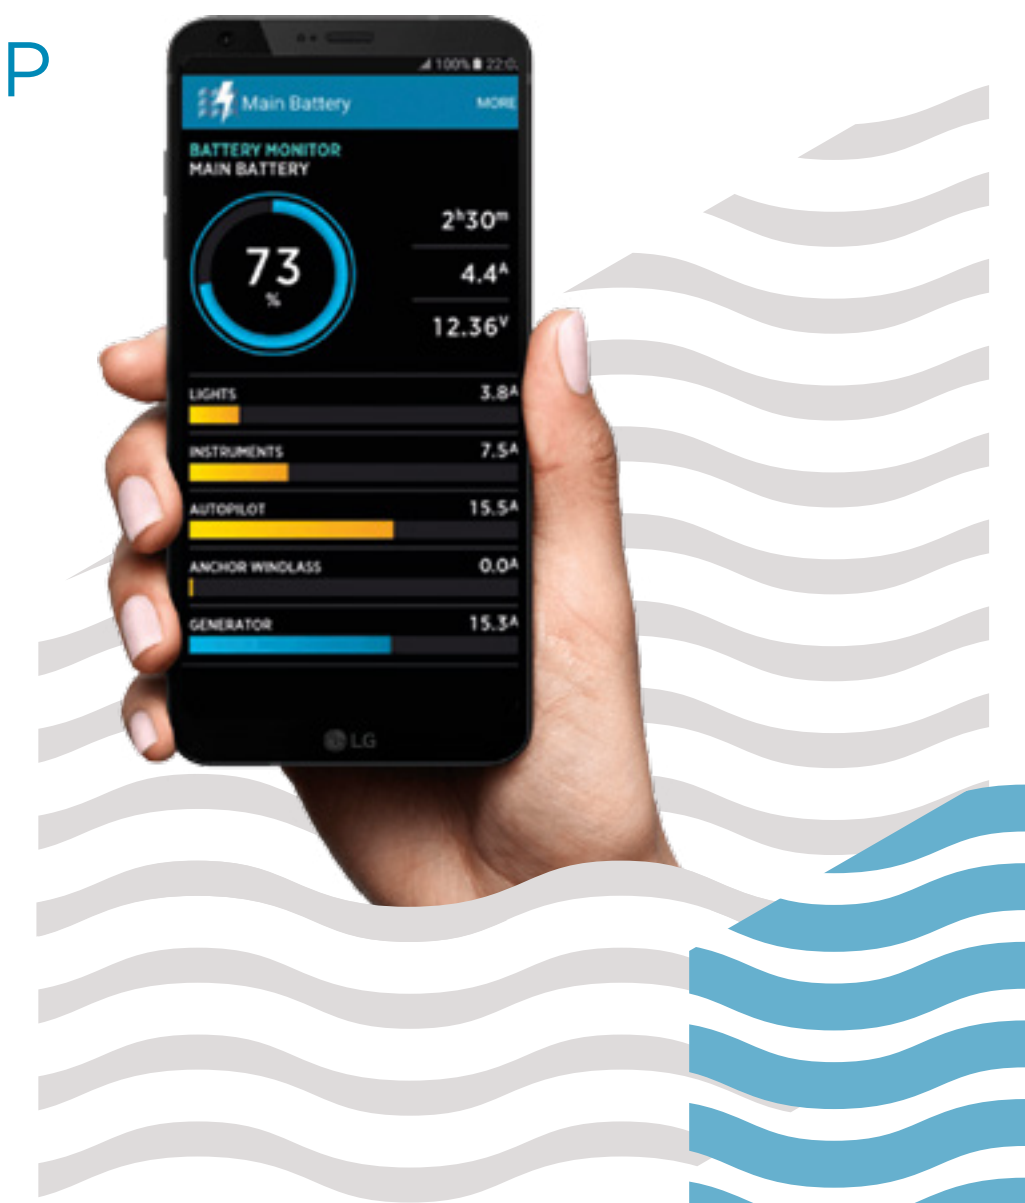 P
100% 22:0
Main Battery MORE
BATTERY MONITOR
MAIN BATTERY
73
%
2h30m
4.4A
12.36V
LIGHTS 3.8A
INSTRUMENTS 7.5A
AUTOPILOT 15.5A
ANCHOR WINDLASS 0.0A
GENERATOR 15.3A
LG